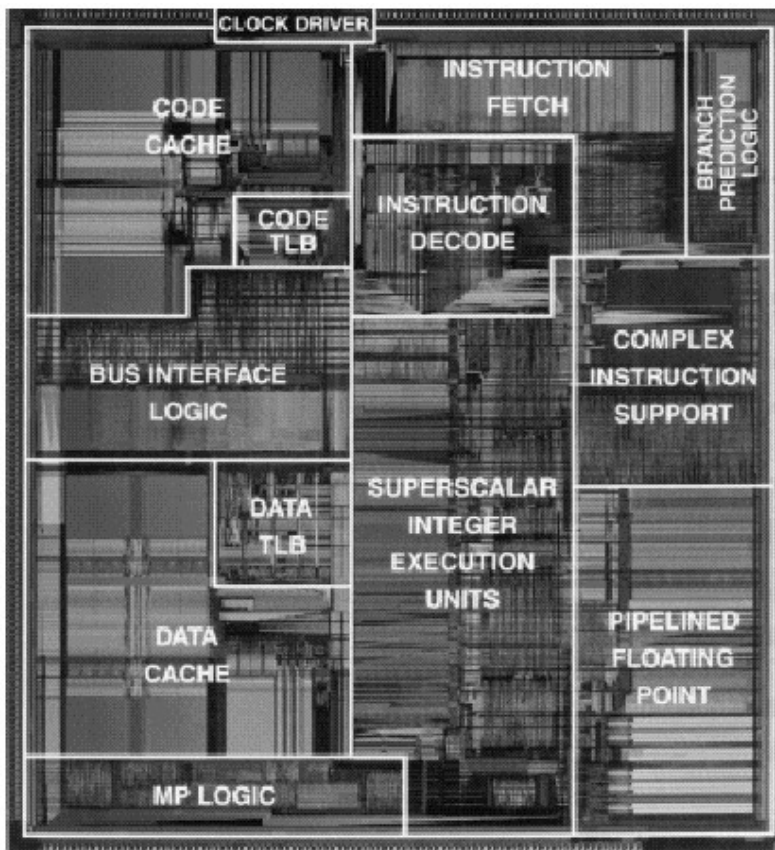 CLOCK DRIVER
CODE
CACHE
INSTRUCTION
FETCH
BRANCH
PREDICTION
LOGIC
CODE
TLB
INSTRUCTION
DECODE
BUS INTERFACE
LOGIC
COMPLEX
INSTRUCTION
SUPPORT
DATA
TLB
SUPERSCALAR
INTEGER
EXECUTION
UNITS
DATA
CACHE
PIPELINED
FLOATING
POINT
MP LOGIC